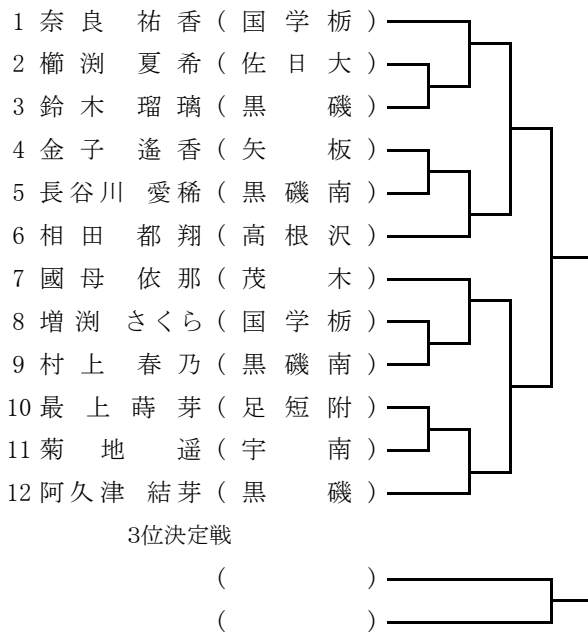 1 奈良 祐香 ( 国学栃 )
2 櫛渕 夏希 ( 佐日大 )
3 鈴木 瑠璃 ( 黒磯 )
4 金子 遙香 ( 矢板 )
5 長谷川 愛稀 ( 黒磯南 )
6 相田 都翔 ( 高根沢 )
7 國母 依那 ( 茂木 )
8 増渕 さくら ( 国学栃 )
9 村上 春乃 ( 黒磯南 )
10 最上 蒔芽 ( 足短附 )
11 菊地 遥 ( 宇南 )
12 阿久津 結芽 ( 黒磯 )
3位決定戦
( )
( )